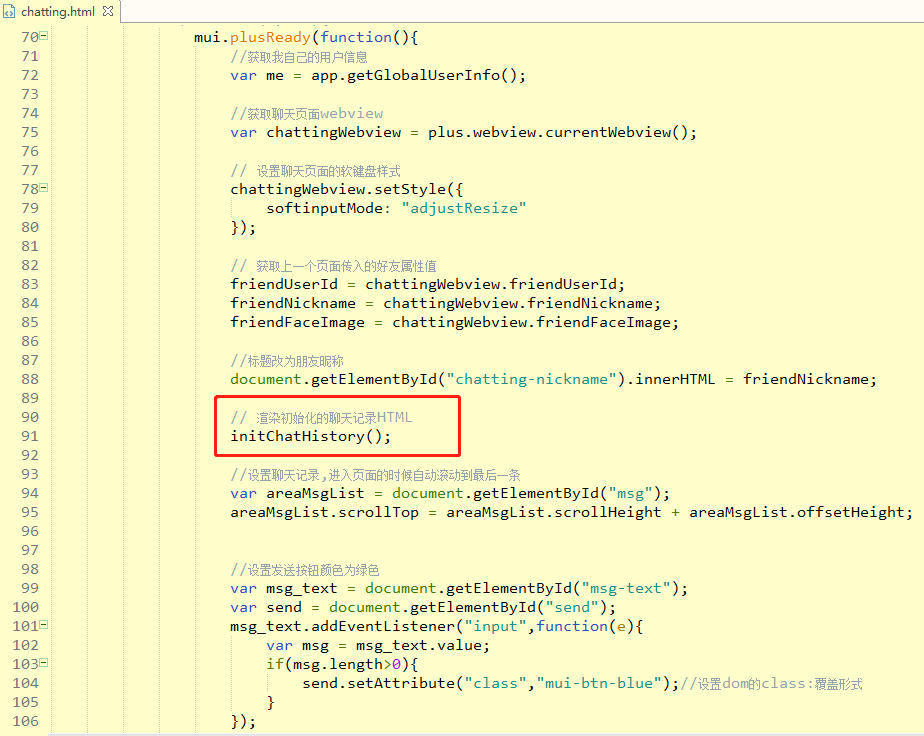 chatting.html
70 mui.plusReady(function(){
71 //获取我自己的用户信息
72 var me = app.getGlobalUserInfo();
73
74 //获取聊天页面webview
75 var chattingWebview = plus.webview.currentWebview();
76
77 // 设置聊天页面的软键盘样式
78 chattingWebview.setStyle({
79 softinputMode: "adjustResize"
80 });
81
82 // 获取上一个页面传入的好友属性值
83 friendUserId = chattingWebview.friendUserId;
84 friendNickname = chattingWebview.friendNickname;
85 friendFaceImage = chattingWebview.friendFaceImage;
86
87 //标题改为朋友昵称
88 document.getElementById("chatting-nickname").innerHTML = friendNickname;
89
90 // 渲染初始化的聊天记录HTML
91 initChatHistory();
92
93 //设置聊天记录,进入页面的时候自动滚动到最后一条
94 var areaMsgList = document.getElementById("msg");
95 areaMsgList.scrollTop = areaMsgList.scrollHeight + areaMsgList.offsetHeight;
96
97
98 //设置发送按钮颜色为绿色
99 var msg_text = document.getElementById("msg-text");
100 var send = document.getElementById("send");
101 msg_text.addEventListener("input",function(e){
102 var msg = msg_text.value;
103 if(msg.length>0){
104 send.setAttribute("class","mui-btn-blue");//设置dom的class:覆盖形式
105 }
106 });